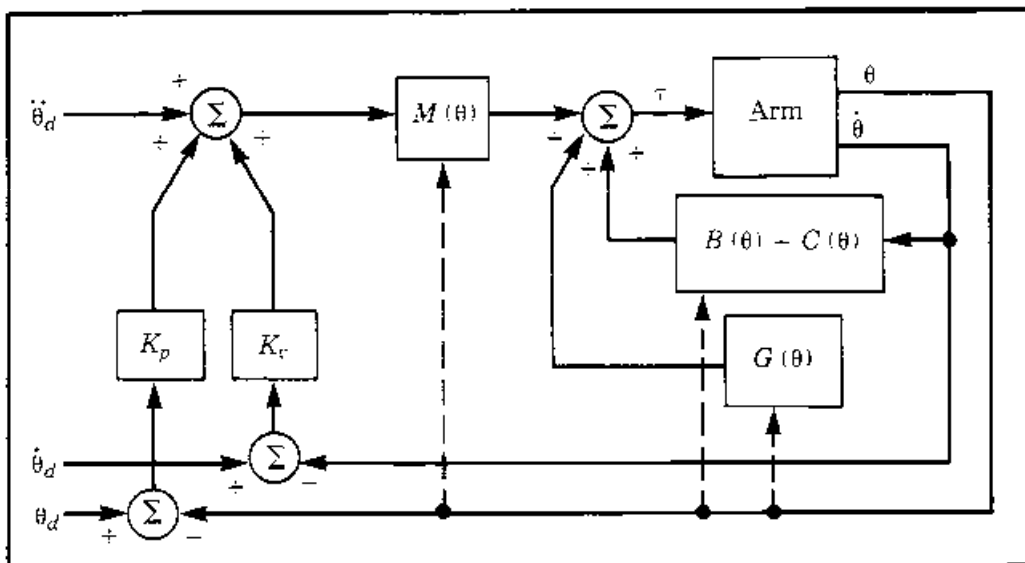 θ̈d
+
+
+
Σ
M(θ)
+
+
+
Σ
τ
Arm
θ
θ̇
B(θ) − C(θ)
Kp
Kv
G(θ)
θ̇d
+
−
Σ
θd
+
−
Σ